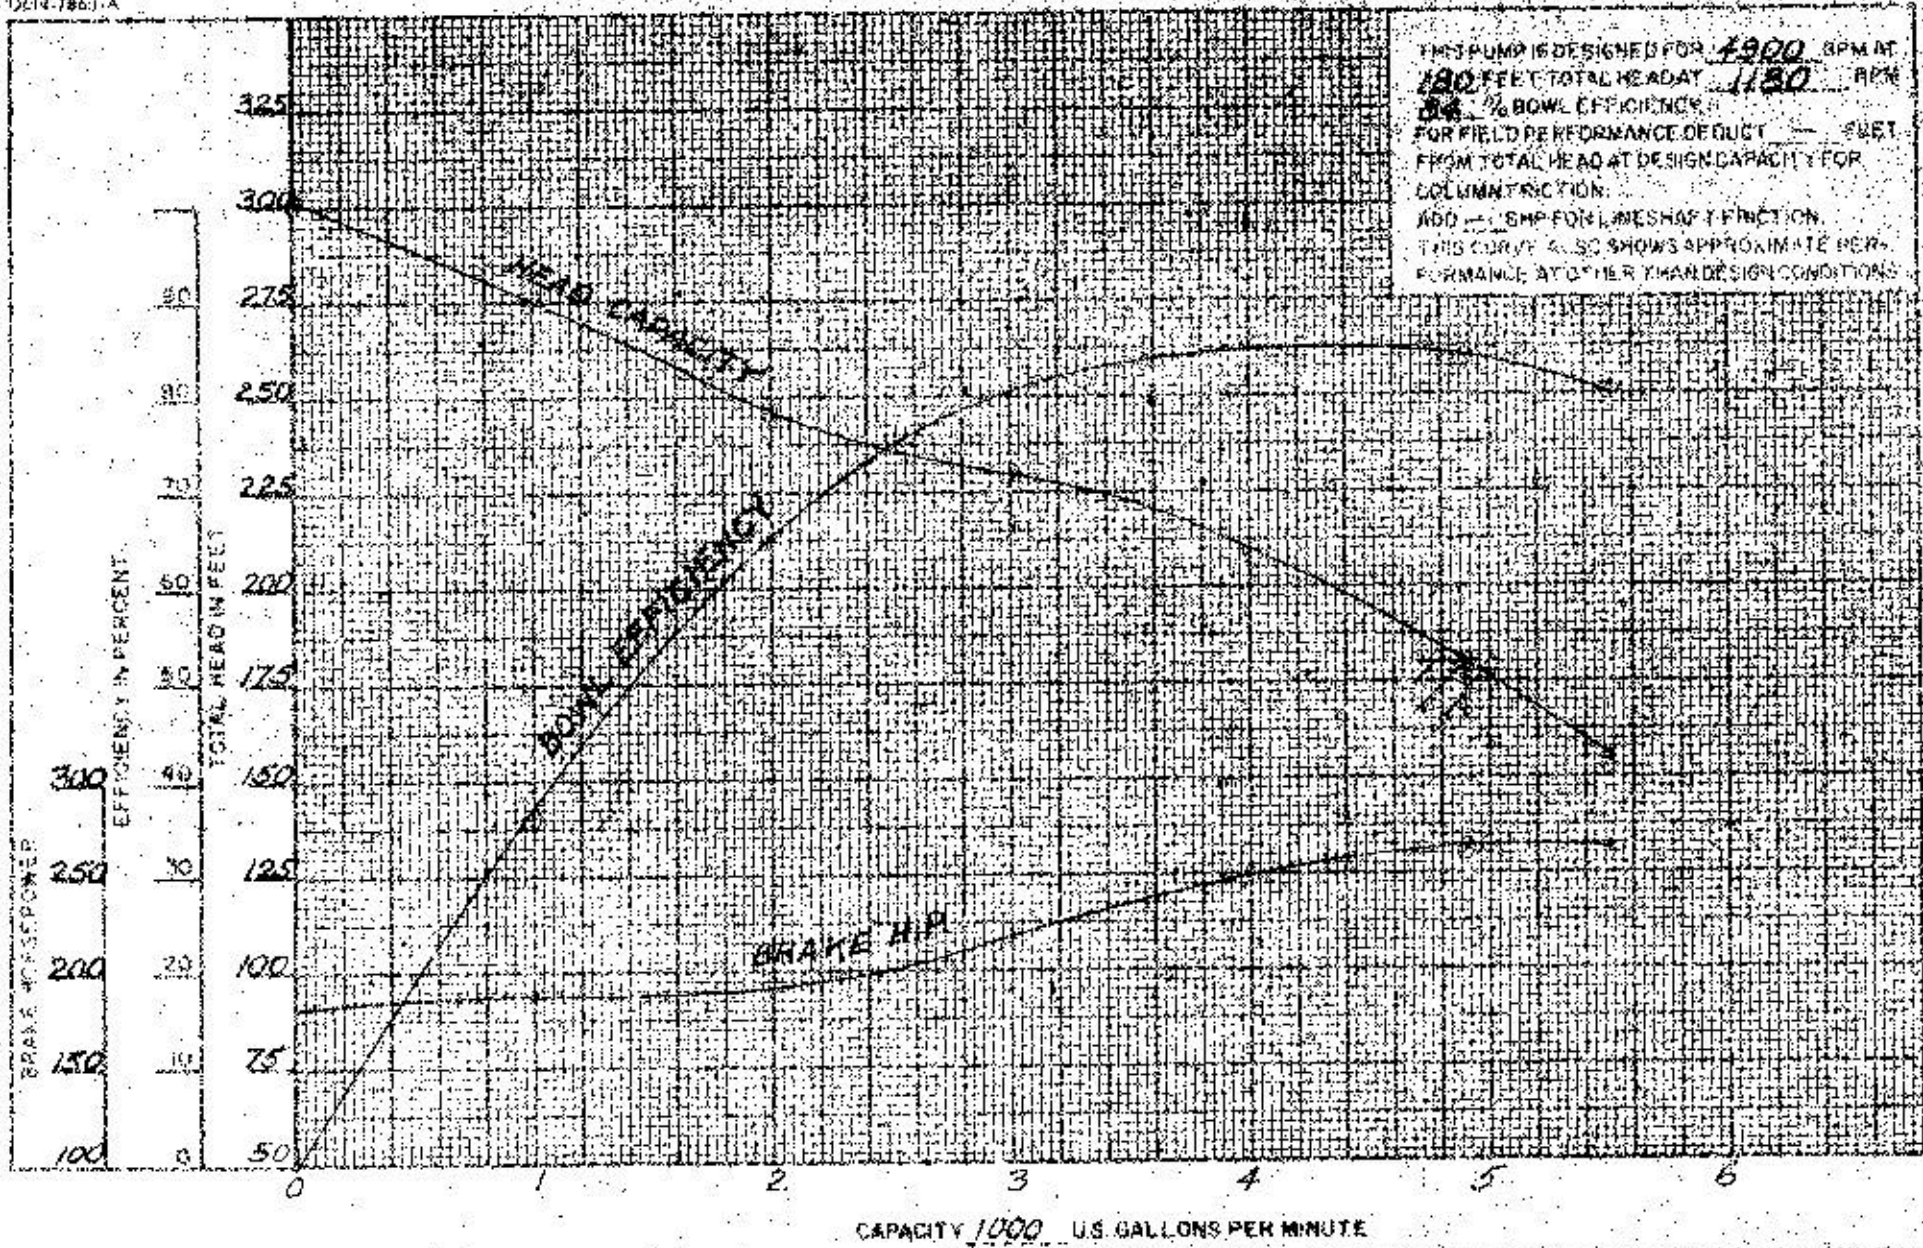 THIS PUMP IS DESIGNED FOR 4900 GPM AT
180 FEET TOTAL HEAD AT 1180 RPM
84 % BOWL EFFICIENCY
FOR FIELD PERFORMANCE DEDUCT — FEET
FROM TOTAL HEAD AT DESIGN CAPACITY FOR
COLUMN FRICTION.
ADD — BHP FOR LINESHAFT FRICTION.
THIS CURVE ALSO SHOWS APPROXIMATE PER-
FORMANCE AT OTHER THAN DESIGN CONDITIONS
HEAD CAPACITY
BOWL EFFICIENCY
BRAKE H.P.
BRAKE HORSEPOWER
300
250
200
150
100
EFFICIENCY IN PERCENT
90
80
70
60
50
40
30
20
10
0
TOTAL HEAD IN FEET
325
300
275
250
225
200
175
150
125
100
75
50
0 1 2 3 4 5 6
CAPACITY 1000 U.S. GALLONS PER MINUTE